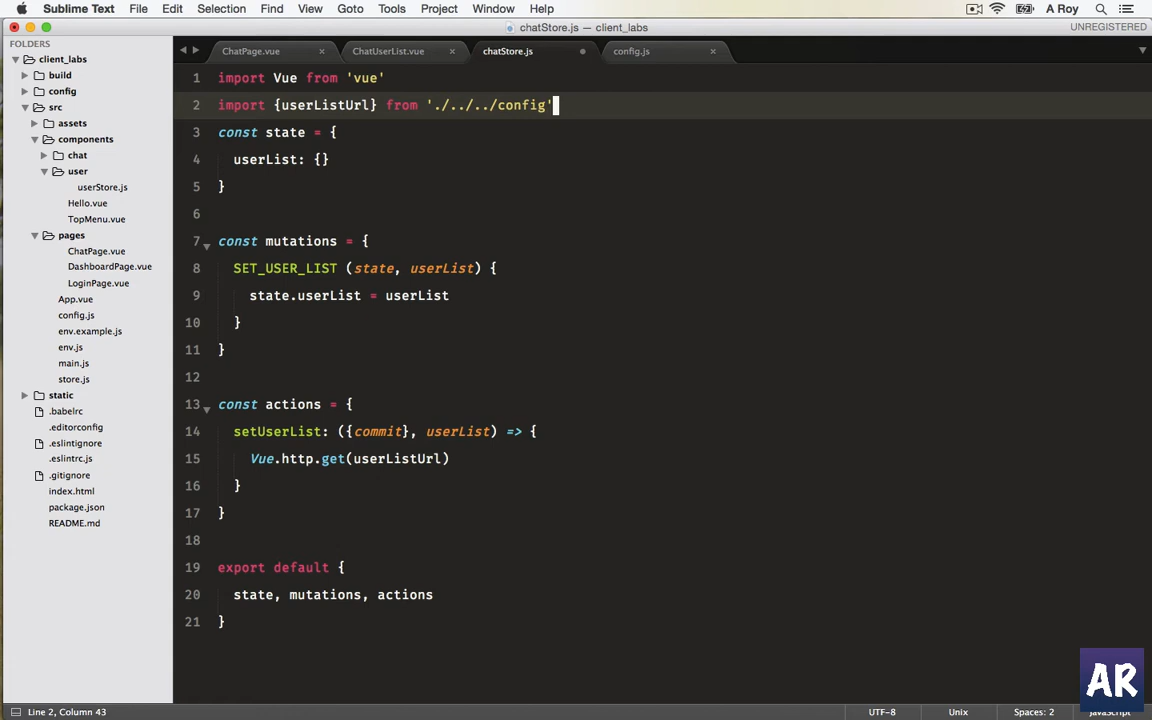 Sublime Text File Edit Selection Find View Goto Tools Project Window Help A Roy
chatStore.js — client_labs UNREGISTERED
FOLDERS
client_labs
build
config
src
assets
components
chat
user
userStore.js
Hello.vue
TopMenu.vue
pages
ChatPage.vue
DashboardPage.vue
LoginPage.vue
App.vue
config.js
env.example.js
env.js
main.js
store.js
static
.babelrc
.editorconfig
.eslintignore
.eslintrc.js
.gitignore
index.html
package.json
README.md
ChatPage.vue ChatUserList.vue chatStore.js config.js
1 import Vue from 'vue'
2 import {userListUrl} from './../../config'
3 const state = {
4 userList: {}
5 }
6
7 const mutations = {
8 SET_USER_LIST (state, userList) {
9 state.userList = userList
10 }
11 }
12
13 const actions = {
14 setUserList: ({commit}, userList) => {
15 Vue.http.get(userListUrl)
16 }
17 }
18
19 export default {
20 state, mutations, actions
21 }
AR
Line 2, Column 43 UTF-8 Unix Spaces: 2 JavaScript